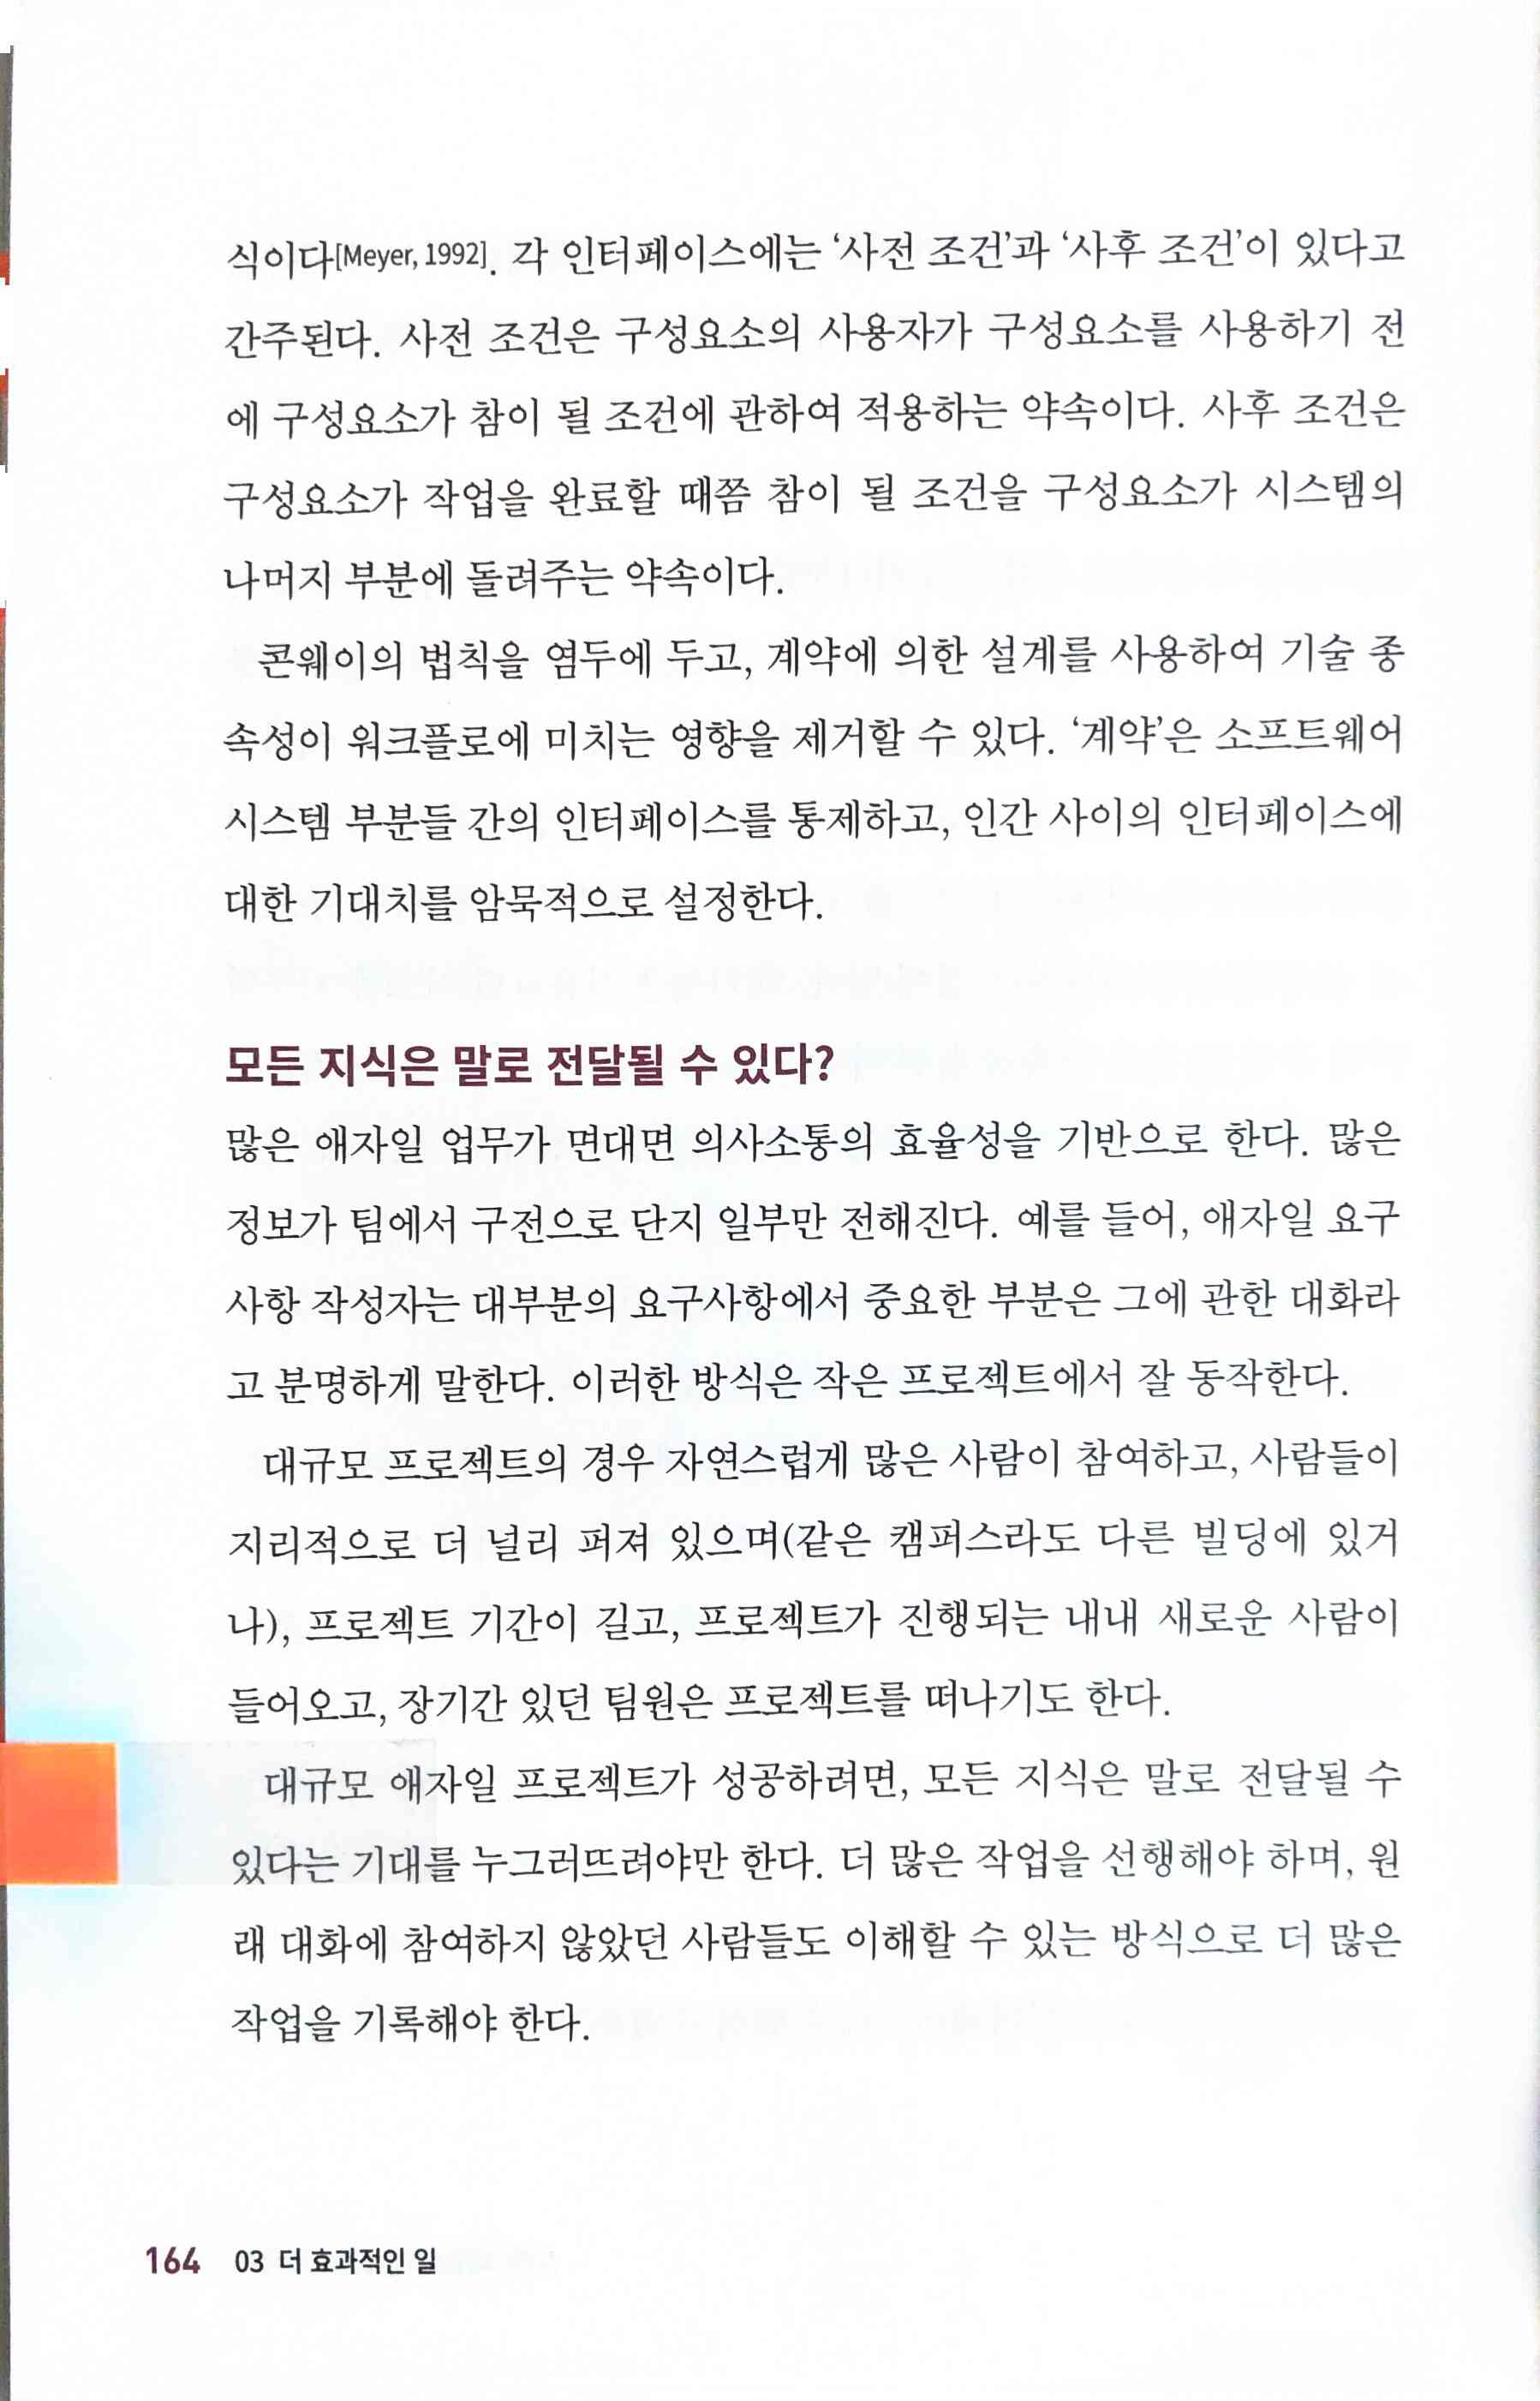 식이다[Meyer, 1992]. 각 인터페이스에는 ‘사전 조건’과 ‘사후 조건’이 있다고
간주된다. 사전 조건은 구성요소의 사용자가 구성요소를 사용하기 전
에 구성요소가 참이 될 조건에 관하여 적용하는 약속이다. 사후 조건은
구성요소가 작업을 완료할 때쯤 참이 될 조건을 구성요소가 시스템의
나머지 부분에 돌려주는 약속이다.
콘웨이의 법칙을 염두에 두고, 계약에 의한 설계를 사용하여 기술 종
속성이 워크플로에 미치는 영향을 제거할 수 있다. ‘계약’은 소프트웨어
시스템 부분들 간의 인터페이스를 통제하고, 인간 사이의 인터페이스에
대한 기대치를 암묵적으로 설정한다.
모든 지식은 말로 전달될 수 있다?
많은 애자일 업무가 면대면 의사소통의 효율성을 기반으로 한다. 많은
정보가 팀에서 구전으로 단지 일부만 전해진다. 예를 들어, 애자일 요구
사항 작성자는 대부분의 요구사항에서 중요한 부분은 그에 관한 대화라
고 분명하게 말한다. 이러한 방식은 작은 프로젝트에서 잘 동작한다.
대규모 프로젝트의 경우 자연스럽게 많은 사람이 참여하고, 사람들이
지리적으로 더 널리 퍼져 있으며(같은 캠퍼스라도 다른 빌딩에 있거
나), 프로젝트 기간이 길고, 프로젝트가 진행되는 내내 새로운 사람이
들어오고, 장기간 있던 팀원은 프로젝트를 떠나기도 한다.
대규모 애자일 프로젝트가 성공하려면, 모든 지식은 말로 전달될 수
있다는 기대를 누그러뜨려야만 한다. 더 많은 작업을 선행해야 하며, 원
래 대화에 참여하지 않았던 사람들도 이해할 수 있는 방식으로 더 많은
작업을 기록해야 한다.
164 03 더 효과적인 일